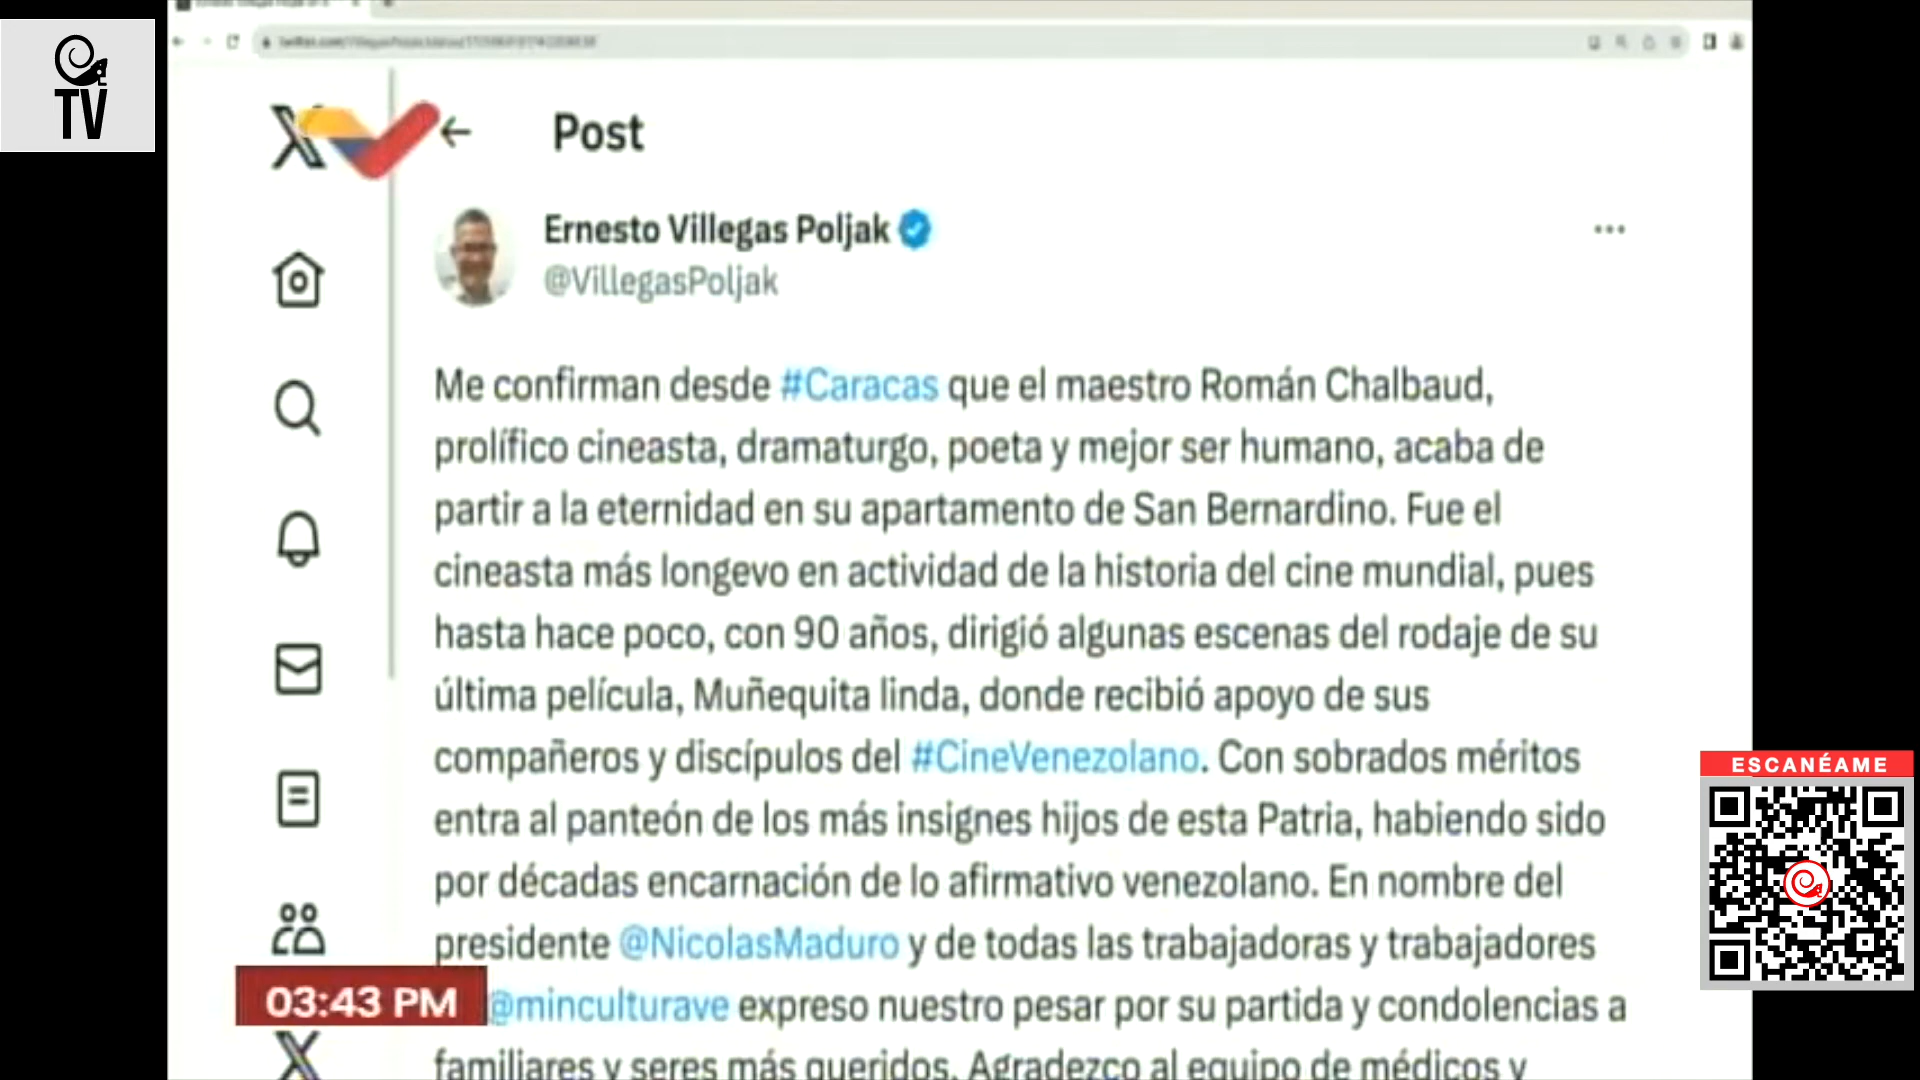 TV
Post
Ernesto Villegas Poljak
@VillegasPoljak
Me confirman desde #Caracas que el maestro Román Chalbaud,
prolífico cineasta, dramaturgo, poeta y mejor ser humano, acaba de
partir a la eternidad en su apartamento de San Bernardino. Fue el
cineasta más longevo en actividad de la historia del cine mundial, pues
hasta hace poco, con 90 años, dirigió algunas escenas del rodaje de su
última película, Muñequita linda, donde recibió apoyo de sus
compañeros y discípulos del #CineVenezolano. Con sobrados méritos
entra al panteón de los más insignes hijos de esta Patria, habiendo sido
por décadas encarnación de lo afirmativo venezolano. En nombre del
presidente @NicolasMaduro y de todas las trabajadoras y trabajadores
@minculturave expreso nuestro pesar por su partida y condolencias a
familiares y seres más queridos. Agradezco al equipo de médicos y
03:43 PM
ESCANÉAME